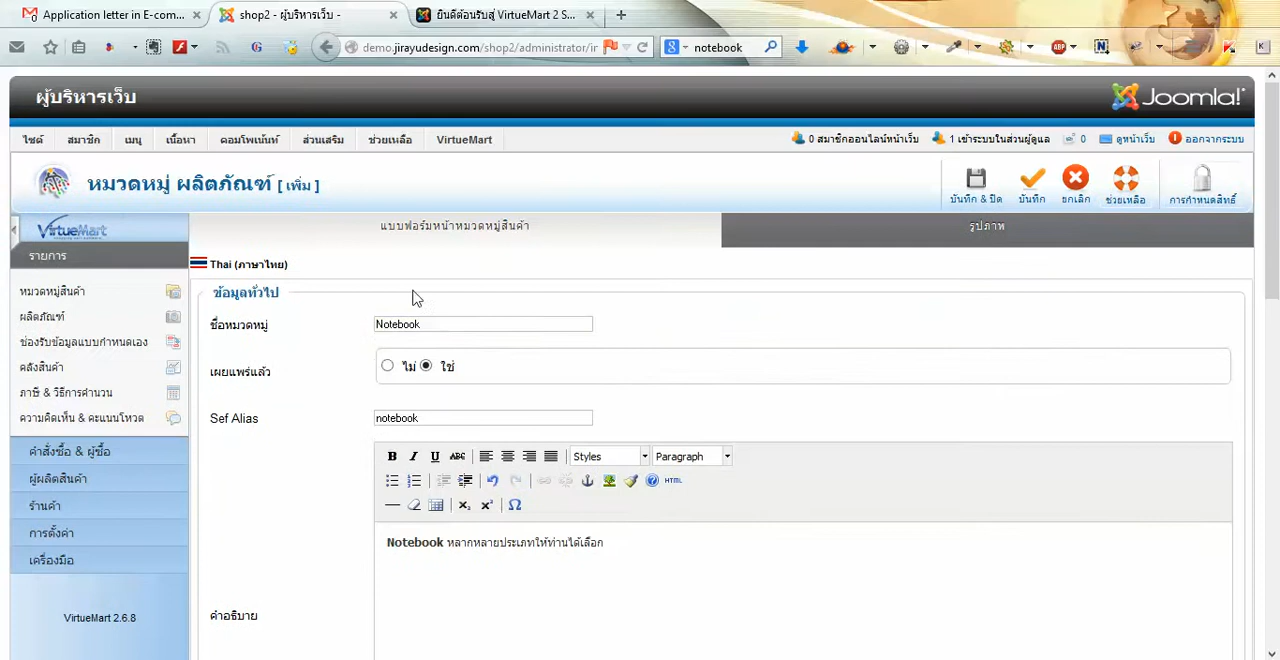 Application letter in E-com...
shop2 - ผู้บริหารเว็บ -
ยินดีต้อนรับสู่ VirtueMart 2 S...
demo.jirayudesign.com/shop2/administrator/ir
notebook
ผู้บริหารเว็บ
Joomla!
ไซต์ สมาชิก เมนู เนื้อหา คอมโพเน้นท์ ส่วนเสริม ช่วยเหลือ VirtueMart
0 สมาชิกออนไลน์หน้าเว็บ 1 เข้าระบบในส่วนผู้ดูแล 0 ดูหน้าเว็บ ออกจากระบบ
หมวดหมู่ ผลิตภัณฑ์ [ เพิ่ม ]
บันทึก & ปิด บันทึก ยกเลิก ช่วยเหลือ การกำหนดสิทธิ์
VirtueMart
แบบฟอร์มหน้าหมวดหมู่สินค้า รูปภาพ
รายการ
Thai (ภาษาไทย)
หมวดหมู่สินค้า
ผลิตภัณฑ์
ช่องรับข้อมูลแบบกำหนดเอง
คลังสินค้า
ภาษี & วิธีการคำนวน
ความคิดเห็น & คะแนนโหวต
คำสั่งซื้อ & ผู้ซื้อ
ผู้ผลิตสินค้า
ร้านค้า
การตั้งค่า
เครื่องมือ
VirtueMart 2.6.8
ข้อมูลทั่วไป
ชื่อหมวดหมู่ Notebook
เผยแพร่แล้ว ไม่ ใช่
Sef Alias notebook
B I U ABC Styles Paragraph
HTML
Notebook หลากหลายประเภทให้ท่านได้เลือก
คำอธิบาย